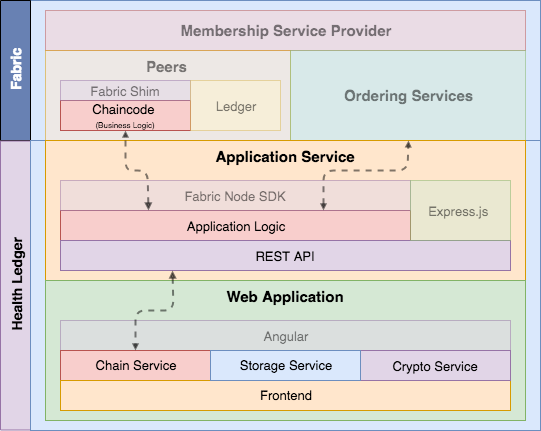 Fabric
Membership Service Provider
Peers
Fabric Shim
Chaincode
(Business Logic)
Ledger
Ordering Services
Health Ledger
Application Service
Fabric Node SDK
Express.js
Application Logic
REST API
Web Application
Angular
Chain Service
Storage Service
Crypto Service
Frontend